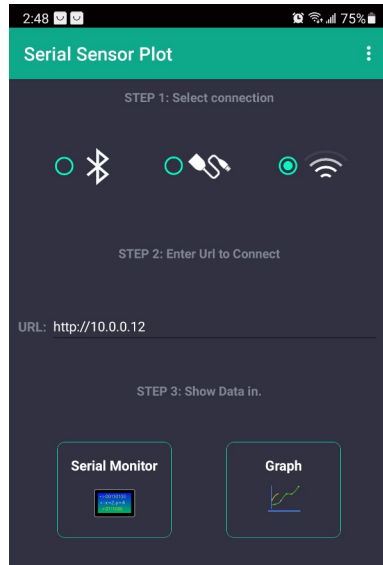 2:48
75%
Serial Sensor Plot
STEP 1: Select connection
STEP 2: Enter Url to Connect
URL: http://10.0.0.12
STEP 3: Show Data in.
Serial Monitor
Graph